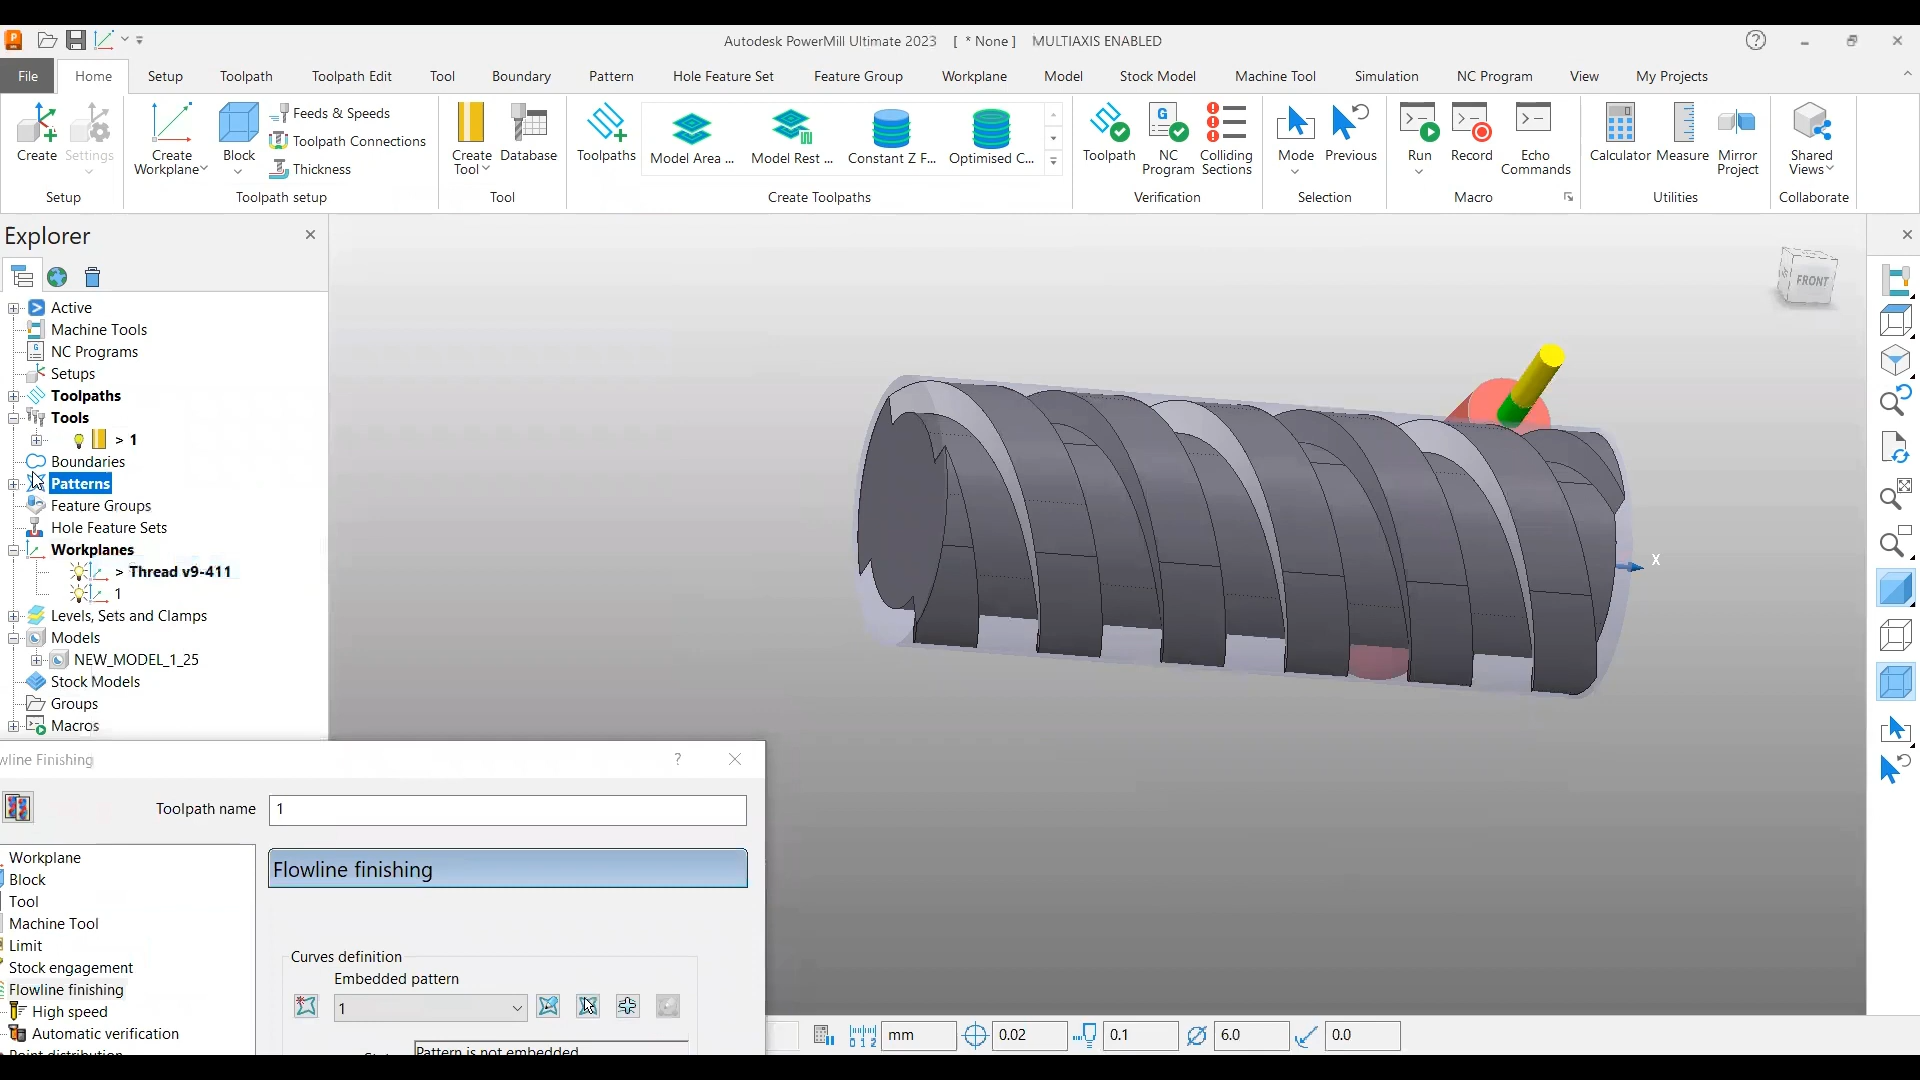 Autodesk PowerMill Ultimate 2023 [ * None ] MULTIAXIS ENABLED
File Home Setup Toolpath Toolpath Edit Tool Boundary Pattern Hole Feature Set Feature Group Workplane Model Stock Model Machine Tool Simulation NC Program View My Projects
Create
Settings
Setup
Create
Workplane
Block
Feeds & Speeds
Toolpath Connections
Thickness
Toolpath setup
Create
Tool
Database
Tool
Toolpaths
Model Area ...
Model Rest ...
Constant Z F...
Optimised C...
Create Toolpaths
Toolpath
NC
Program
Colliding
Sections
Verification
Mode
Previous
Selection
Run
Record
Echo
Commands
Macro
Calculator
Measure
Mirror
Project
Utilities
Shared
Views
Collaborate
Explorer
Active
Machine Tools
NC Programs
Setups
Toolpaths
Tools
> 1
Boundaries
Patterns
Feature Groups
Hole Feature Sets
Workplanes
> Thread v9-411
1
Levels, Sets and Clamps
Models
NEW_MODEL_1_25
Stock Models
Groups
Macros
FRONT
X
wline Finishing
?
Toolpath name 1
Workplane
Block
Tool
Machine Tool
Limit
Stock engagement
Flowline finishing
High speed
Automatic verification
Point distribution
Flowline finishing
Curves definition
Embedded pattern
1
Pattern is not embedded
mm 0.02 0.1 6.0 0.0